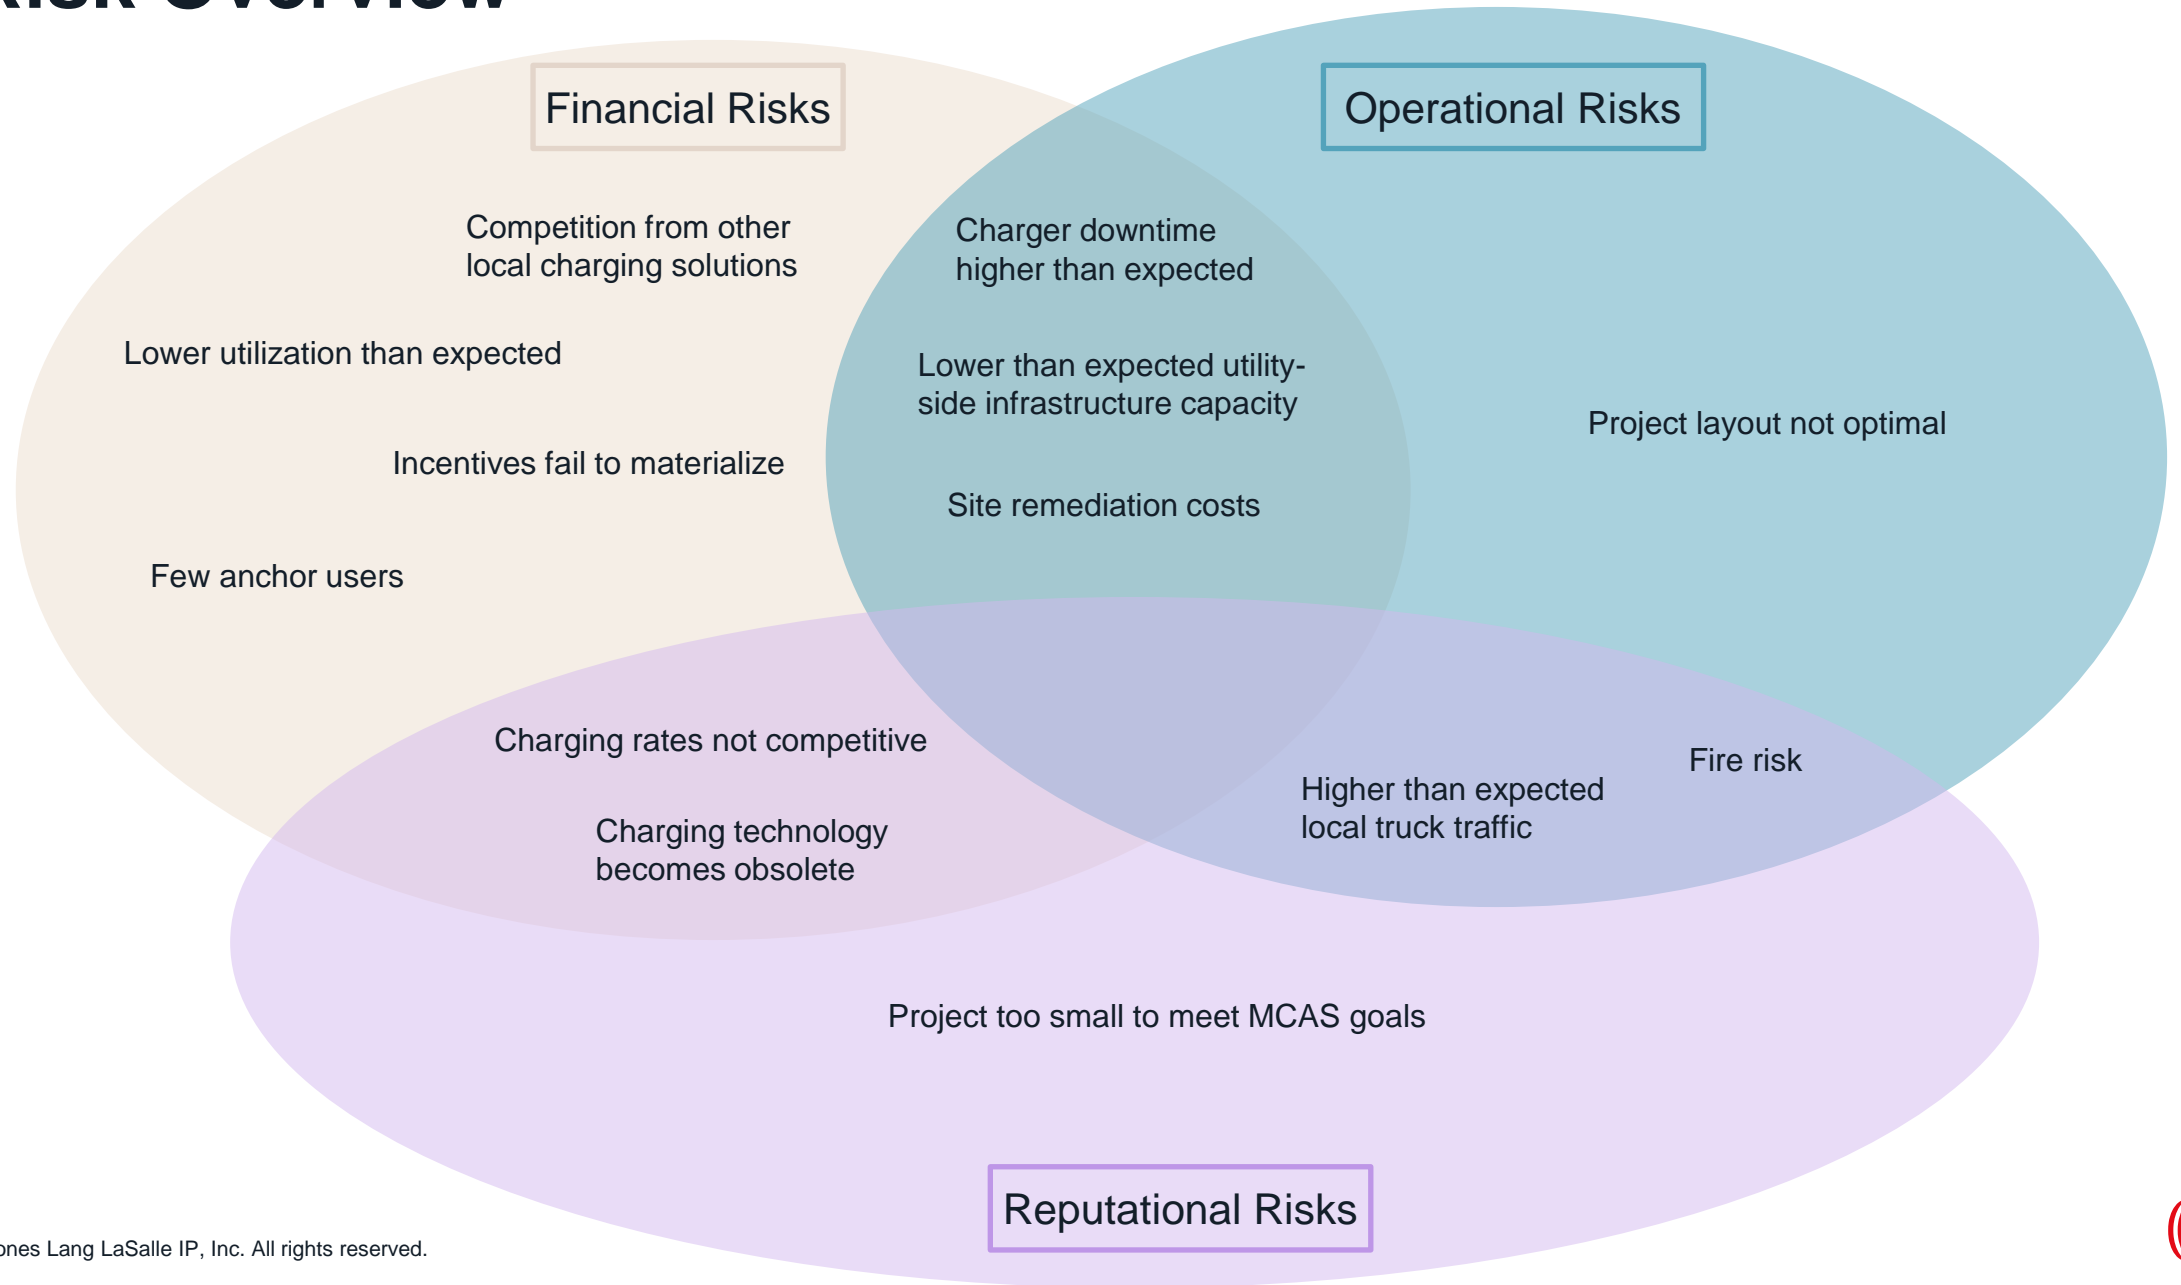 Risk Overview
Financial Risks
Operational Risks
Competition from other
local charging solutions
Charger downtime
higher than expected
Lower utilization than expected
Lower than expected utility-
side infrastructure capacity
Project layout not optimal
Incentives fail to materialize
Site remediation costs
Few anchor users
Charging rates not competitive
Fire risk
Higher than expected
local truck traffic
Charging technology
becomes obsolete
Project too small to meet MCAS goals
Reputational Risks
ones Lang LaSalle IP, Inc. All rights reserved.